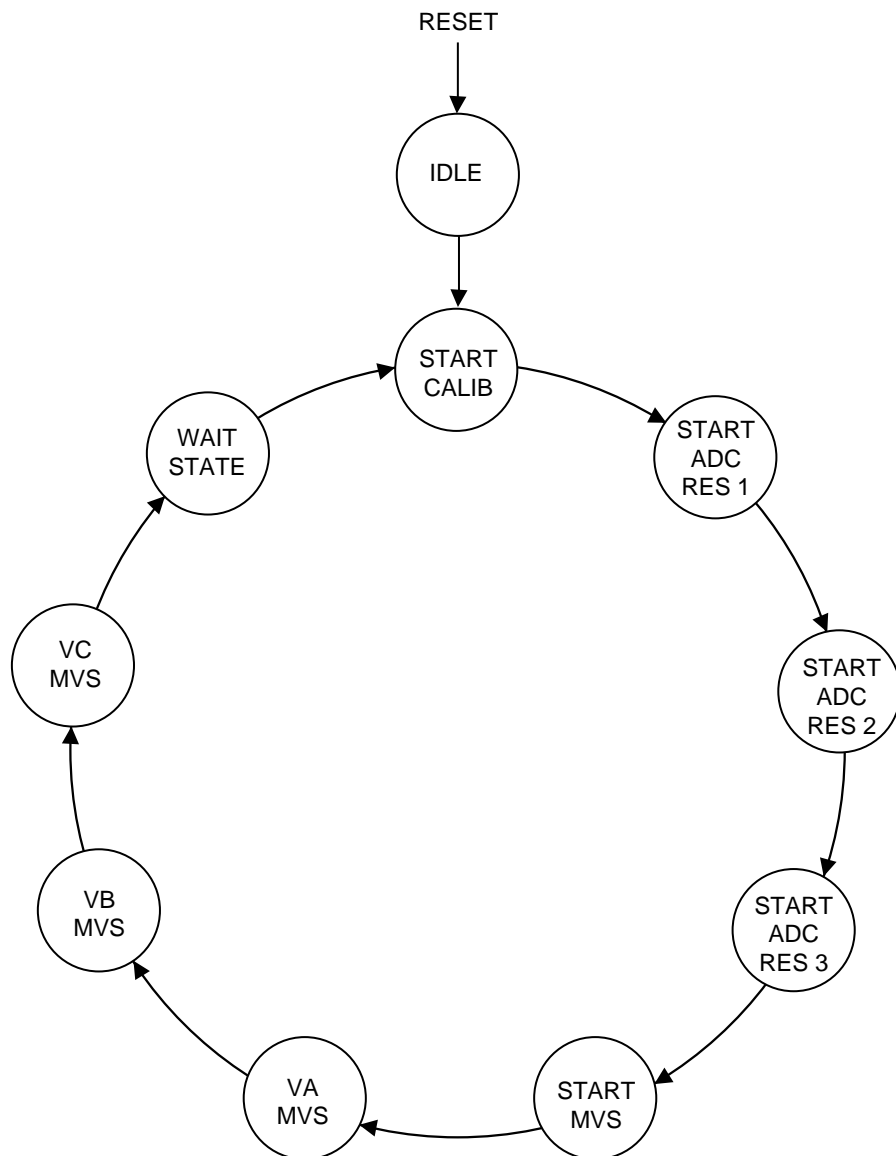 RESET
IDLE
START
CALIB
START
ADC
RES 1
START
ADC
RES 2
START
ADC
RES 3
START
MVS
VA
MVS
VB
MVS
VC
MVS
WAIT
STATE